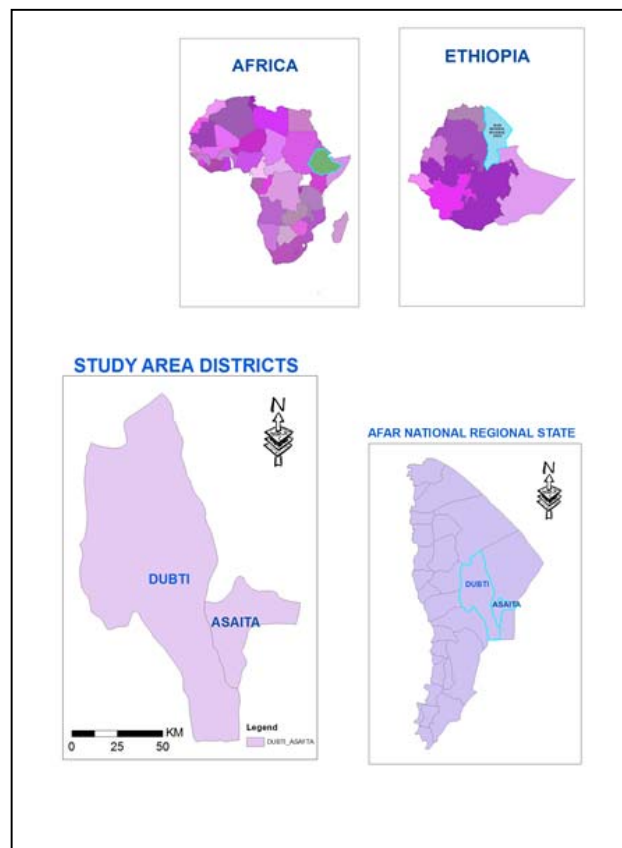 AFRICA
ETHIOPIA
STUDY AREA DISTRICTS
N
DUBTI
ASAITA
KM
0 25 50
Legend
DUBTI_ASAITA
AFAR NATIONAL REGIONAL STATE
N
DUBTI
ASAITA